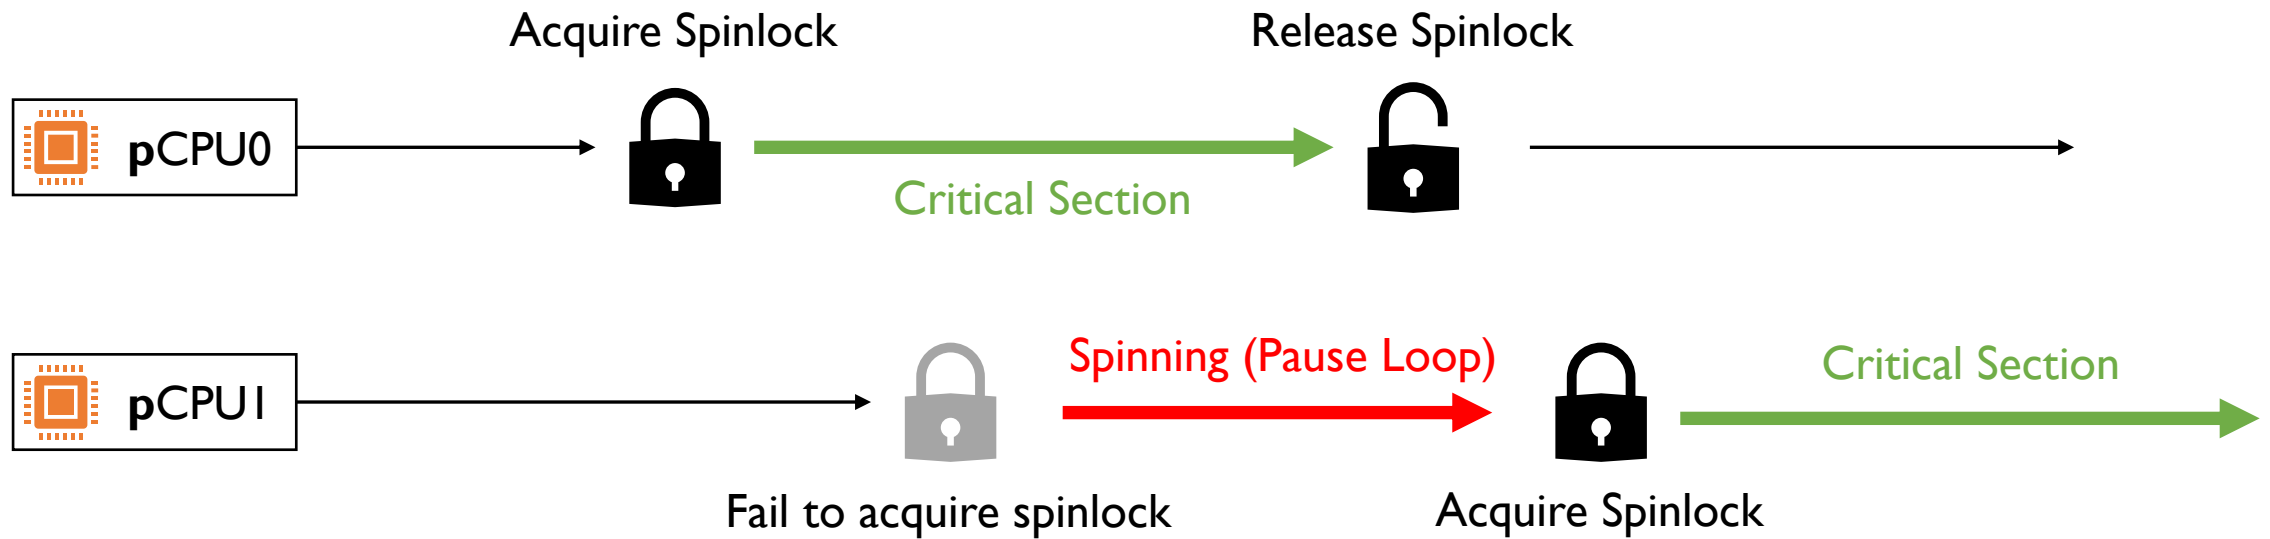 Acquire Spinlock
Release Spinlock
pCPU0
Critical Section
pCPU1
Spinning (Pause Loop)
Critical Section
Fail to acquire spinlock
Acquire Spinlock